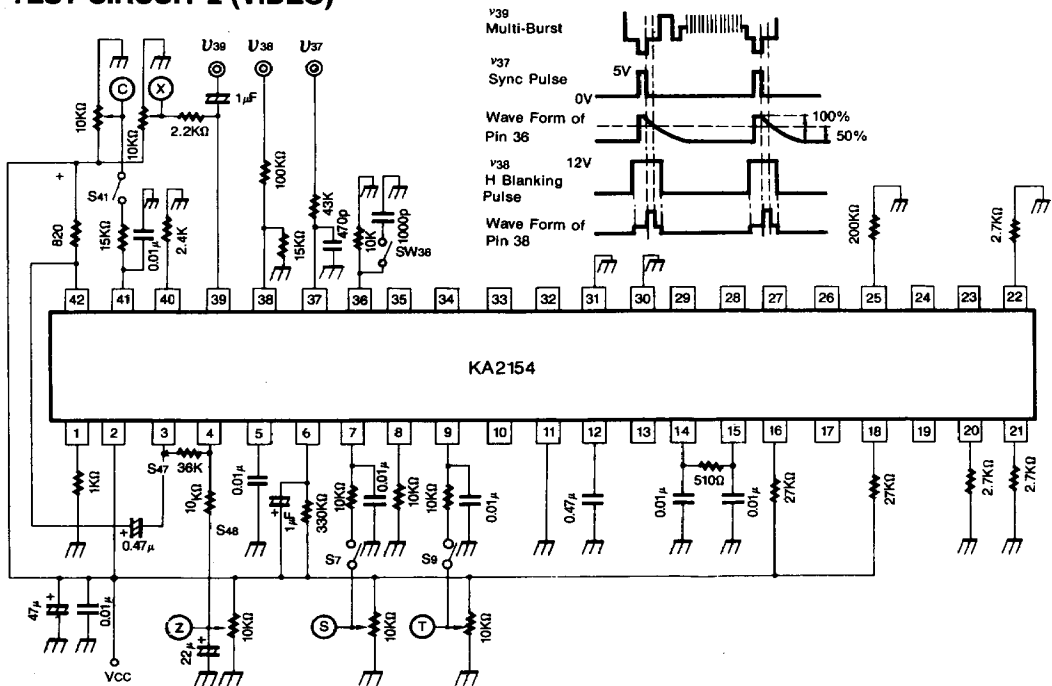 TEST CIRCUIT 2 (VIDEO)
υ39
υ38
υ37
C
X
10KΩ
10KΩ
2.2KΩ
1μF
100KΩ
43K
470p
10K
1000p
SW38
S41
+
820
15KΩ
0.01μ
2.4K
15KΩ
v39
Multi-Burst
v37
Sync Pulse
5V
0V
Wave Form of
Pin 36
100%
50%
v38
H Blanking
Pulse
12V
Wave Form of
Pin 38
200KΩ
2.7KΩ
42 41 40 39 38 37 36 35 34 33 32 31 30 29 28 27 26 25 24 23 22
KA2154
1 2 3 4 5 6 7 8 9 10 11 12 13 14 15 16 17 18 19 20 21
1KΩ
S47
36K
10KΩ
S48
+
0.47μ
0.01μ
+
1μF
330KΩ
10KΩ
0.01μ
10KΩ
10KΩ
0.01μ
0.47μ
510Ω
0.01μ
0.01μ
27KΩ
27KΩ
2.7KΩ
2.7KΩ
S7
S9
47μ
+
0.01μ
VCC
Z
22μ
+
10KΩ
S
10KΩ
T
10KΩ